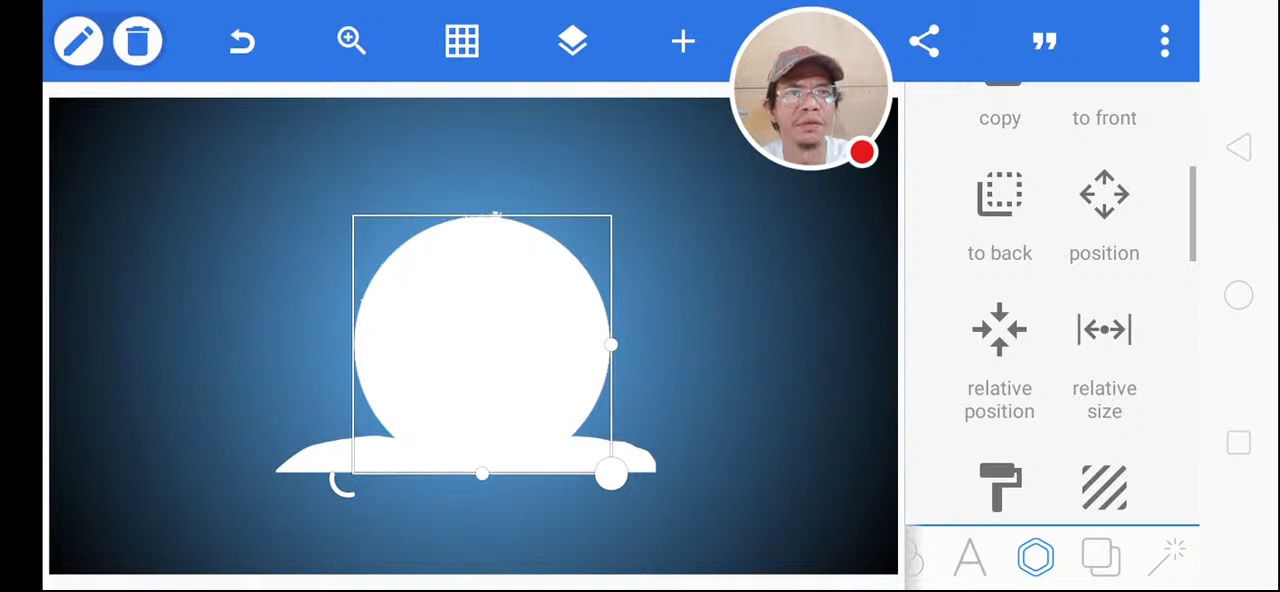 copy
to front
to back
position
relative
position
relative
size